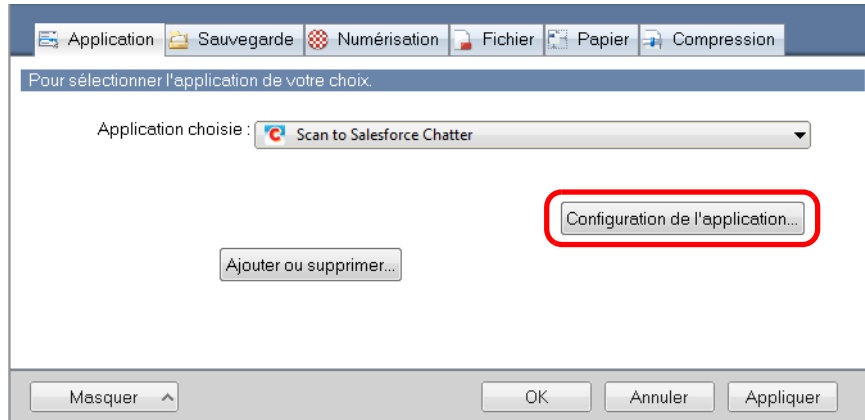 Application Sauvegarde Numérisation Fichier Papier Compression
Pour sélectionner l'application de votre choix.
Application choisie : Scan to Salesforce Chatter
Configuration de l'application...
Ajouter ou supprimer...
Masquer OK Annuler Appliquer